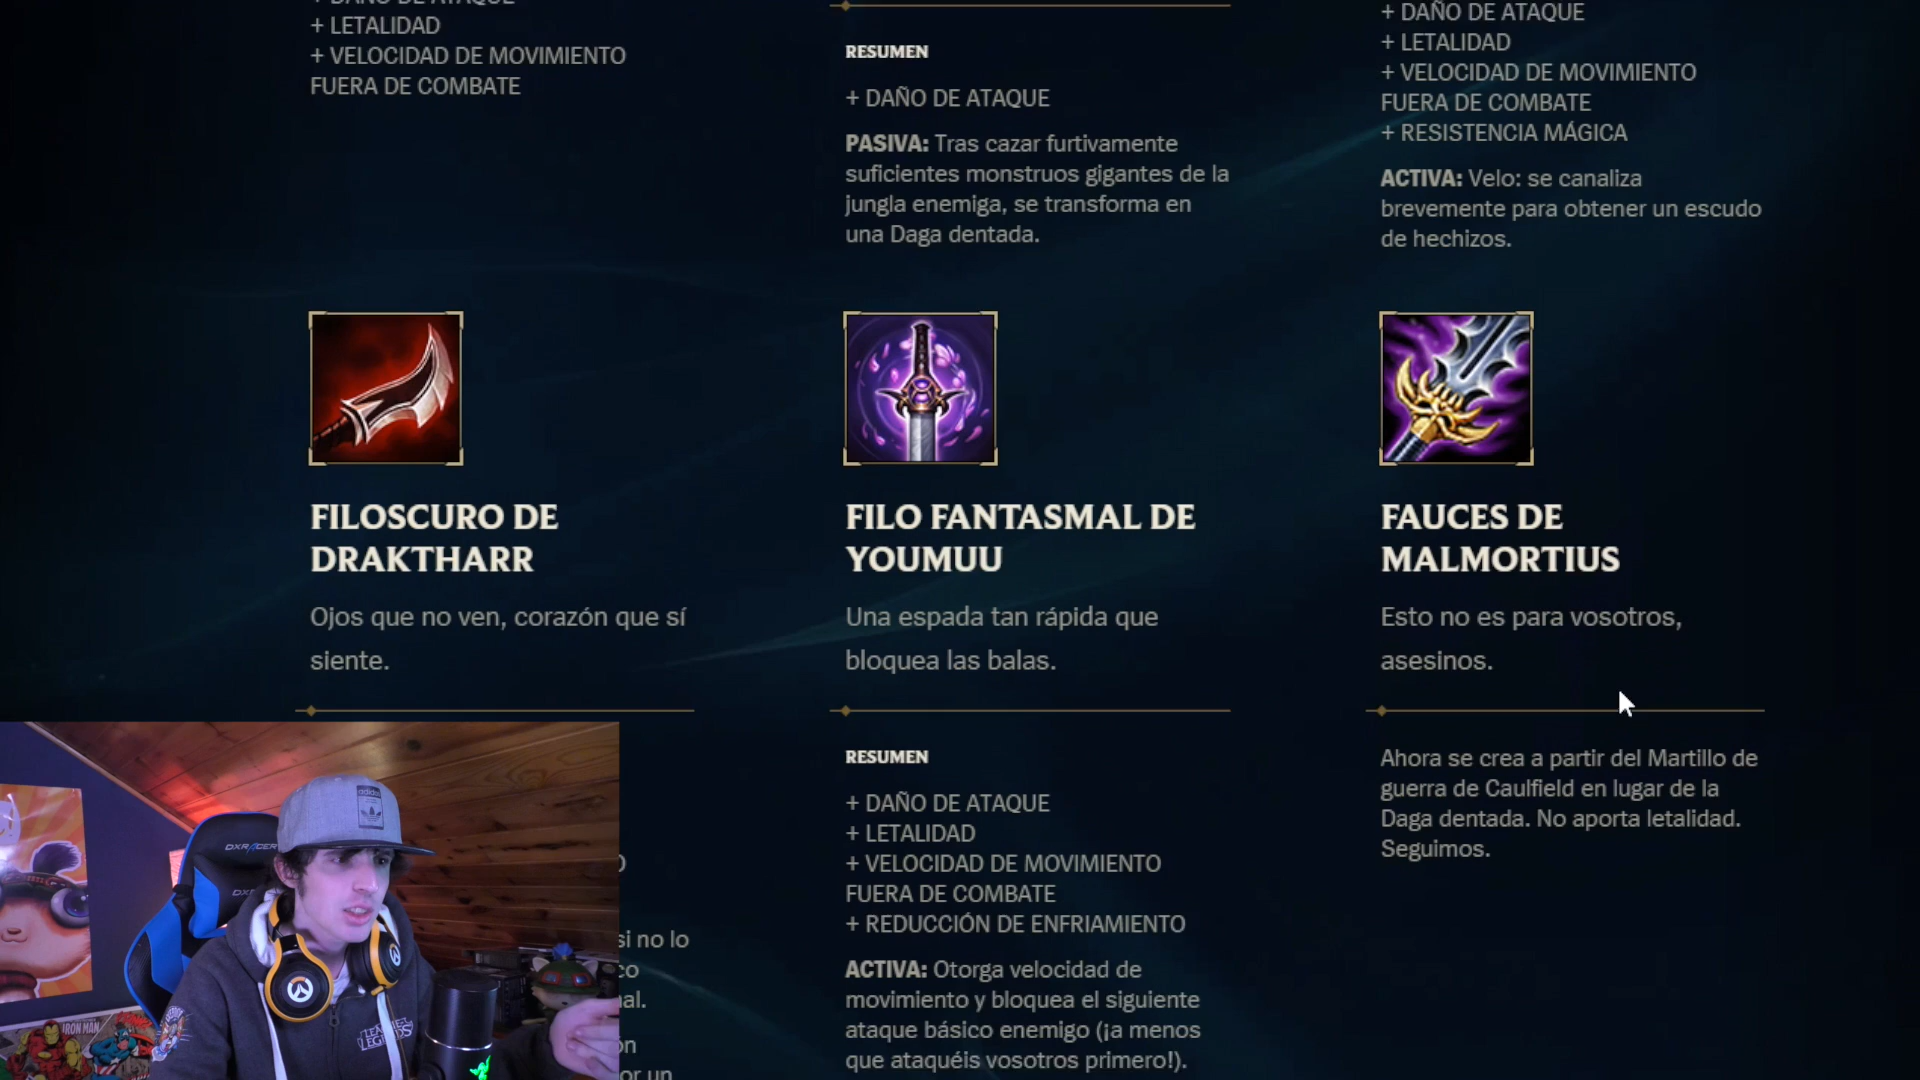 + LETALIDAD
+ VELOCIDAD DE MOVIMIENTO
FUERA DE COMBATE
RESUMEN
+ DAÑO DE ATAQUE
PASIVA: Tras cazar furtivamente
suficientes monstruos gigantes de la
jungla enemiga, se transforma en
una Daga dentada.
+ DAÑO DE ATAQUE
+ LETALIDAD
+ VELOCIDAD DE MOVIMIENTO
FUERA DE COMBATE
+ RESISTENCIA MÁGICA
ACTIVA: Velo: se canaliza
brevemente para obtener un escudo
de hechizos.
FILOSCURO DE
DRAKTHARR
Ojos que no ven, corazón que sí
siente.
si no lo
FILO FANTASMAL DE
YOUMUU
Una espada tan rápida que
bloquea las balas.
RESUMEN
+ DAÑO DE ATAQUE
+ LETALIDAD
+ VELOCIDAD DE MOVIMIENTO
FUERA DE COMBATE
+ REDUCCIÓN DE ENFRIAMIENTO
ACTIVA: Otorga velocidad de
movimiento y bloquea el siguiente
ataque básico enemigo (¡a menos
que ataquéis vosotros primero!).
FAUCES DE
MALMORTIUS
Esto no es para vosotros,
asesinos.
Ahora se crea a partir del Martillo de
guerra de Caulfield en lugar de la
Daga dentada. No aporta letalidad.
Seguimos.
adidas
DXRACER
IRON MAN
LEAGUE
LEGENDS